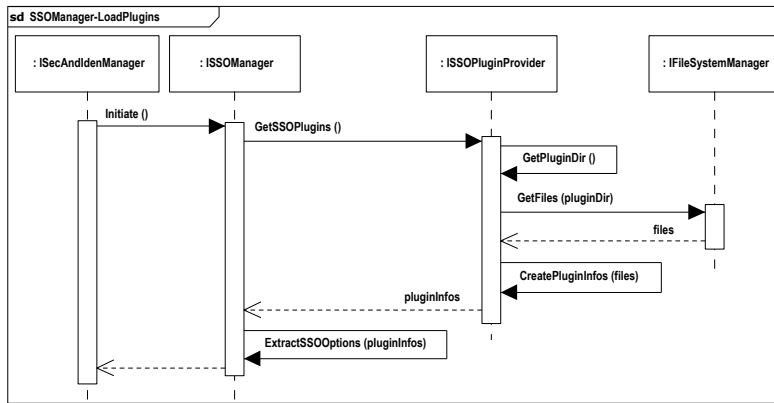 sd SSOManager-LoadPlugins
: ISecAndIdenManager
: ISSOManager
: ISSOPluginProvider
: IFileSystemManager
Initiate ()
GetSSOPlugins ()
GetPluginDir ()
GetFiles (pluginDir)
files
CreatePluginInfos (files)
pluginInfos
ExtractSSOOptions (pluginInfos)